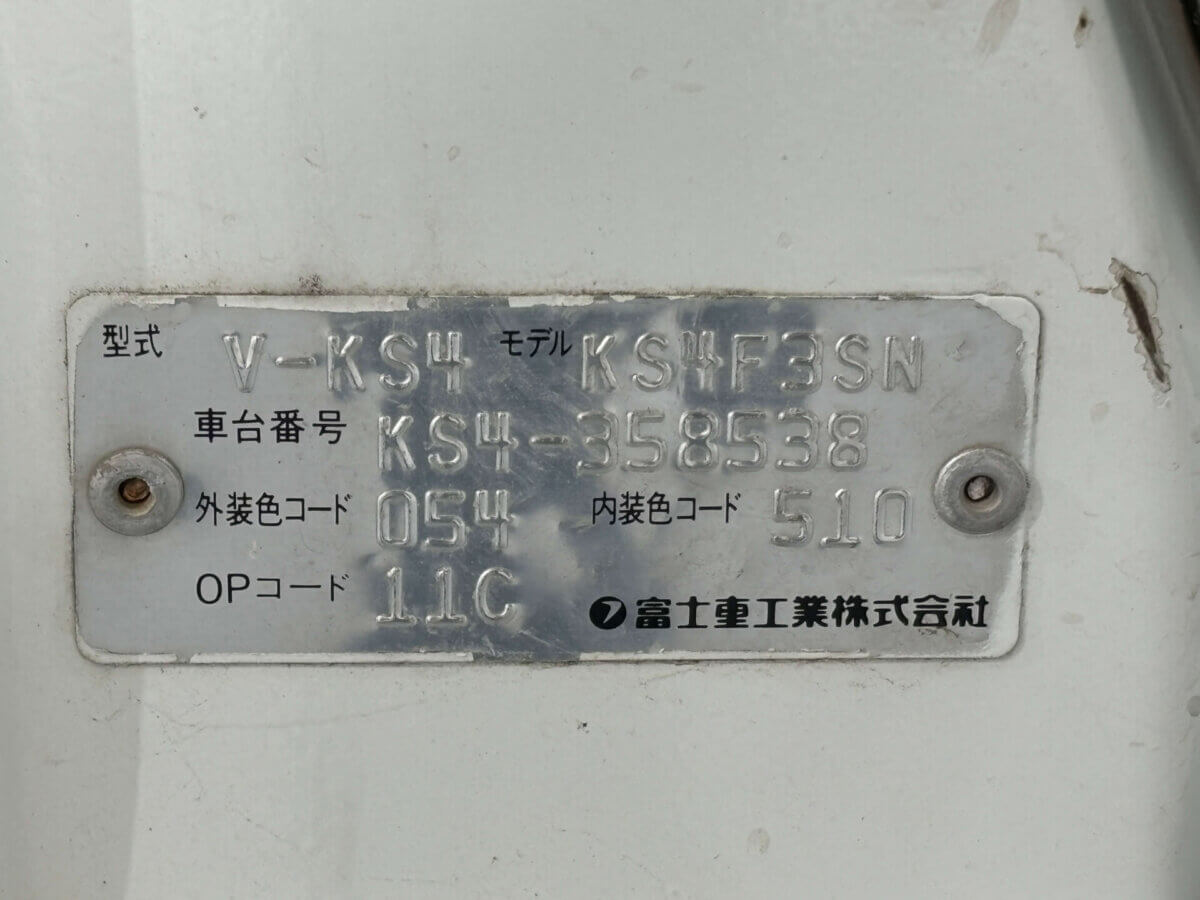 型式 V-KS4 モデル KS4F3SN
車台番号 KS4-358538
外装色コード 054 内装色コード 510
OPコード 11C
富士重工業株式会社